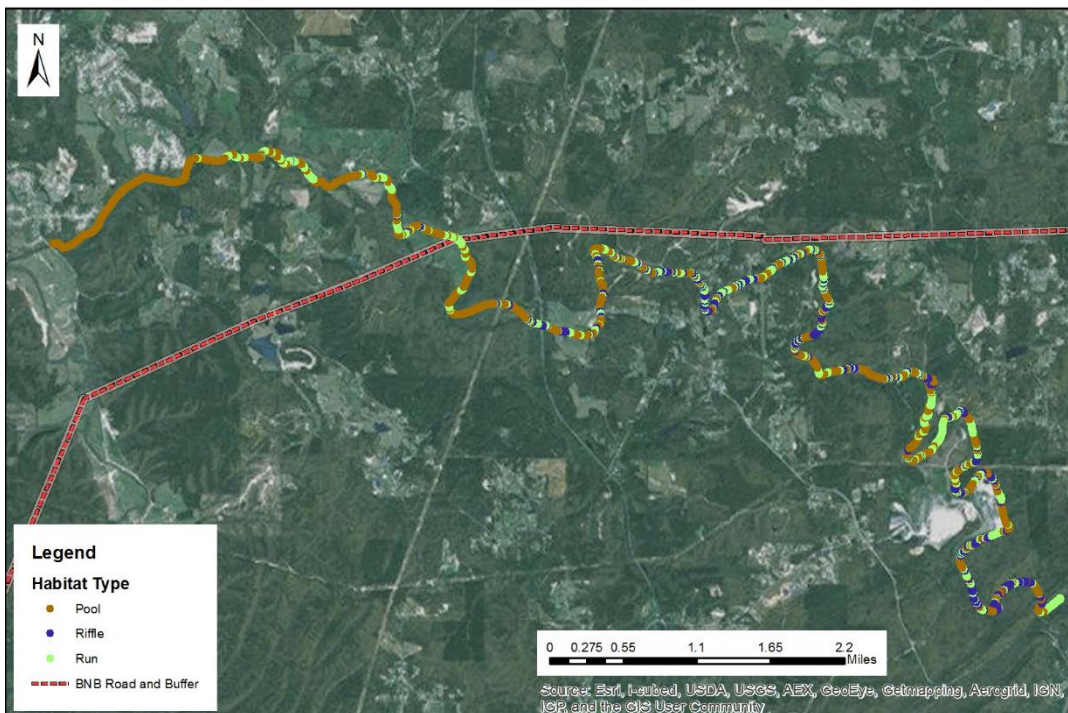 N
Legend
Habitat Type
Pool
Riffle
Run
BNB Road and Buffer
0 0.275 0.55 1.1 1.65 2.2
Miles
Source: Esri, i-cubed, USDA, USGS, AEX, GeoEye, Getmapping, Aerogrid, IGN,
IGP, and the GIS User Community